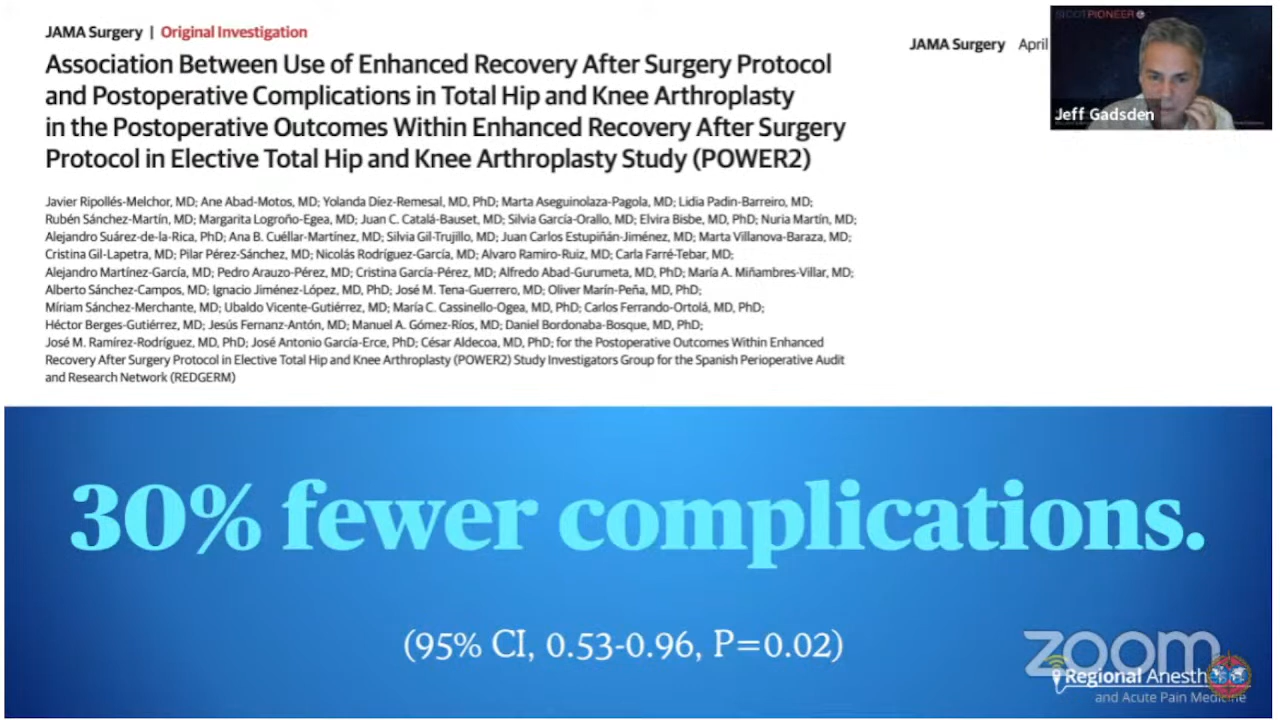 JAMA Surgery | Original Investigation
Association Between Use of Enhanced Recovery After Surgery Protocol
and Postoperative Complications in Total Hip and Knee Arthroplasty
in the Postoperative Outcomes Within Enhanced Recovery After Surgery
Protocol in Elective Total Hip and Knee Arthroplasty Study (POWER2)
JAMA Surgery April
SICOTPIONEER
Jeff Gadsden
Javier Ripollés-Melchor, MD; Ane Abad-Motos, MD; Yolanda Díez-Remesal, MD, PhD; Marta Aseguinolaza-Pagola, MD; Lidia Padin-Barreiro, MD;
Rubén Sánchez-Martín, MD; Margarita Logroño-Egea, MD; Juan C. Catalá-Bauset, MD; Silvia García-Orallo, MD; Elvira Bisbe, MD, PhD; Nuria Martín, MD;
Alejandro Suárez-de-la-Rica, PhD; Ana B. Cuéllar-Martínez, MD; Silvia Gil-Trujillo, MD; Juan Carlos Estupiñán-Jiménez, MD; Marta Villanova-Baraza, MD;
Cristina Gil-Lapetra, MD; Pilar Pérez-Sánchez, MD; Nicolás Rodríguez-García, MD; Alvaro Ramiro-Ruiz, MD; Carla Farré-Tebar, MD;
Alejandro Martínez-García, MD; Pedro Arauzo-Pérez, MD; Cristina García-Pérez, MD; Alfredo Abad-Gurumeta, MD, PhD; María A. Miñambres-Villar, MD;
Alberto Sánchez-Campos, MD; Ignacio Jiménez-López, MD, PhD; José M. Tena-Guerrero, MD; Oliver Marín-Peña, MD, PhD;
Míriam Sánchez-Merchante, MD; Ubaldo Vicente-Gutiérrez, MD; María C. Cassinello-Ogea, MD, PhD; Carlos Ferrando-Ortolá, MD, PhD;
Héctor Berges-Gutiérrez, MD; Jesús Fernanz-Antón, MD; Manuel A. Gómez-Ríos, MD; Daniel Bordonaba-Bosque, MD, PhD;
José M. Ramírez-Rodríguez, MD, PhD; José Antonio García-Erce, PhD; César Aldecoa, MD, PhD; for the Postoperative Outcomes Within Enhanced
Recovery After Surgery Protocol in Elective Total Hip and Knee Arthroplasty (POWER2) Study Investigators Group for the Spanish Perioperative Audit
and Research Network (REDGERM)
30% fewer complications.
(95% CI, 0.53-0.96, P=0.02)
zoom
Regional Anesth
and Acute Pain Medicine